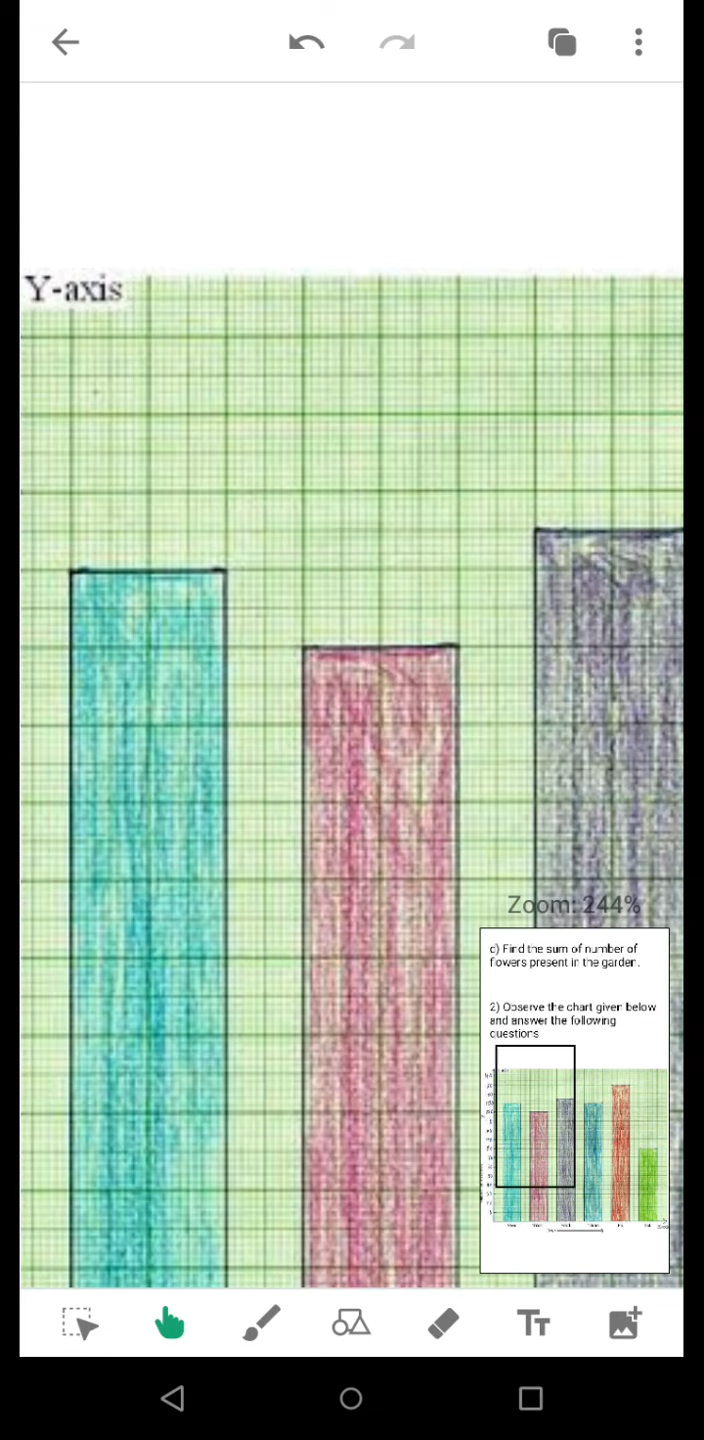 Y-axis
Zoom: 244%
c) Find the sum of number of
flowers present in the garden.
2) Observe the chart given below
and answer the following
questions
TT